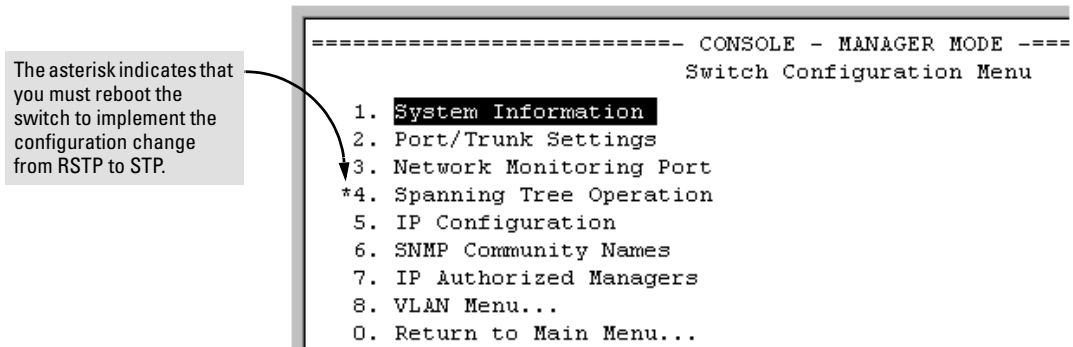 The asterisk indicates that
you must reboot the
switch to implement the
configuration change
from RSTP to STP.
===========================- CONSOLE - MANAGER MODE -===
Switch Configuration Menu
1. System Information
2. Port/Trunk Settings
3. Network Monitoring Port
*4. Spanning Tree Operation
5. IP Configuration
6. SNMP Community Names
7. IP Authorized Managers
8. VLAN Menu...
0. Return to Main Menu...